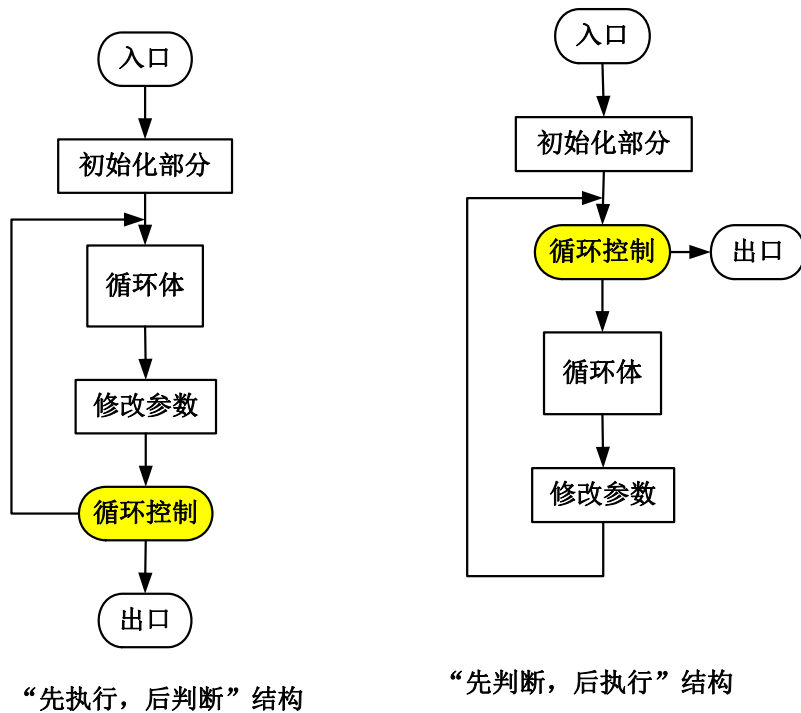 入口
初始化部分
循环体
修改参数
循环控制
出口
“先执行，后判断”结构
入口
初始化部分
循环控制
出口
循环体
修改参数
“先判断，后执行”结构